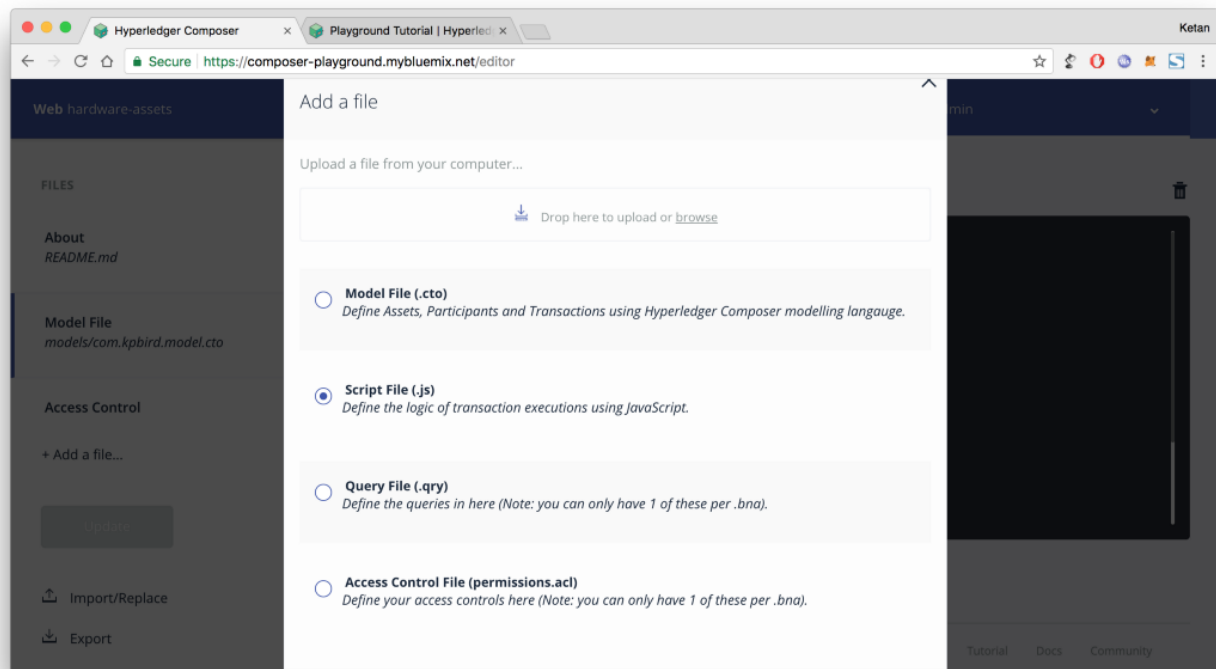 Hyperledger Composer
Playground Tutorial | Hyperled
Ketan
Secure
https://composer-playground.mybluemix.net/editor
Web hardware-assets
min
Add a file
Upload a file from your computer...
Drop here to upload or browse
FILES
About
README.md
Model File
models/com.kpbird.model.cto
Access Control
+ Add a file...
Update
Import/Replace
Export
Model File (.cto)
Define Assets, Participants and Transactions using Hyperledger Composer modelling langauge.
Script File (.js)
Define the logic of transaction executions using JavaScript.
Query File (.qry)
Define the queries in here (Note: you can only have 1 of these per .bna).
Access Control File (permissions.acl)
Define your access controls here (Note: you can only have 1 of these per .bna).
Tutorial
Docs
Community